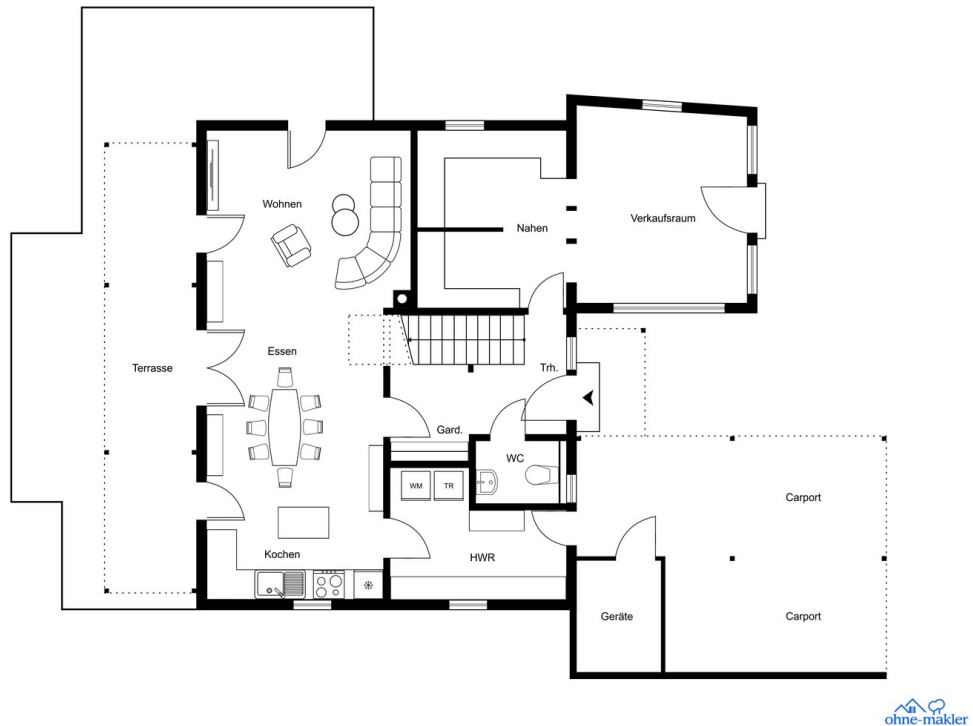 Wohnen
Nahen
Verkaufsraum
Essen
Terrasse
Trh.
Gard.
WC
WM
TR
Carport
Kochen
HWR
Geräte
Carport
ohne-makler